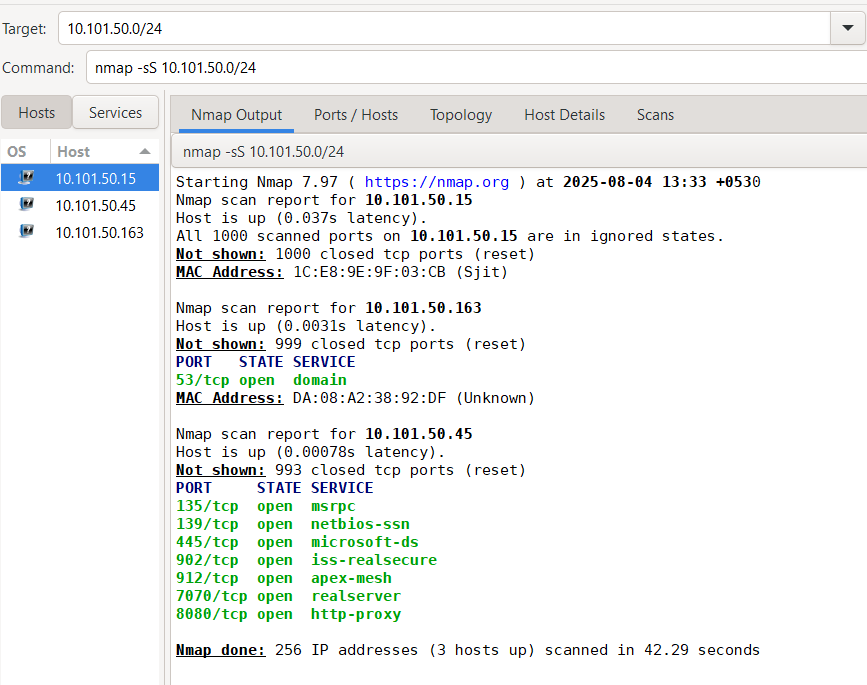 Target: 10.101.50.0/24
Command: nmap -sS 10.101.50.0/24
Hosts Services
OS Host
10.101.50.15
10.101.50.45
10.101.50.163
Nmap Output Ports / Hosts Topology Host Details Scans
nmap -sS 10.101.50.0/24
Starting Nmap 7.97 ( https://nmap.org ) at 2025-08-04 13:33 +0530
Nmap scan report for 10.101.50.15
Host is up (0.037s latency).
All 1000 scanned ports on 10.101.50.15 are in ignored states.
Not shown: 1000 closed tcp ports (reset)
MAC Address: 1C:E8:9E:9F:03:CB (Sjit)
Nmap scan report for 10.101.50.163
Host is up (0.0031s latency).
Not shown: 999 closed tcp ports (reset)
PORT STATE SERVICE
53/tcp open domain
MAC Address: DA:08:A2:38:92:DF (Unknown)
Nmap scan report for 10.101.50.45
Host is up (0.00078s latency).
Not shown: 993 closed tcp ports (reset)
PORT STATE SERVICE
135/tcp open msrpc
139/tcp open netbios-ssn
445/tcp open microsoft-ds
902/tcp open iss-realsecure
912/tcp open apex-mesh
7070/tcp open realserver
8080/tcp open http-proxy
Nmap done: 256 IP addresses (3 hosts up) scanned in 42.29 seconds